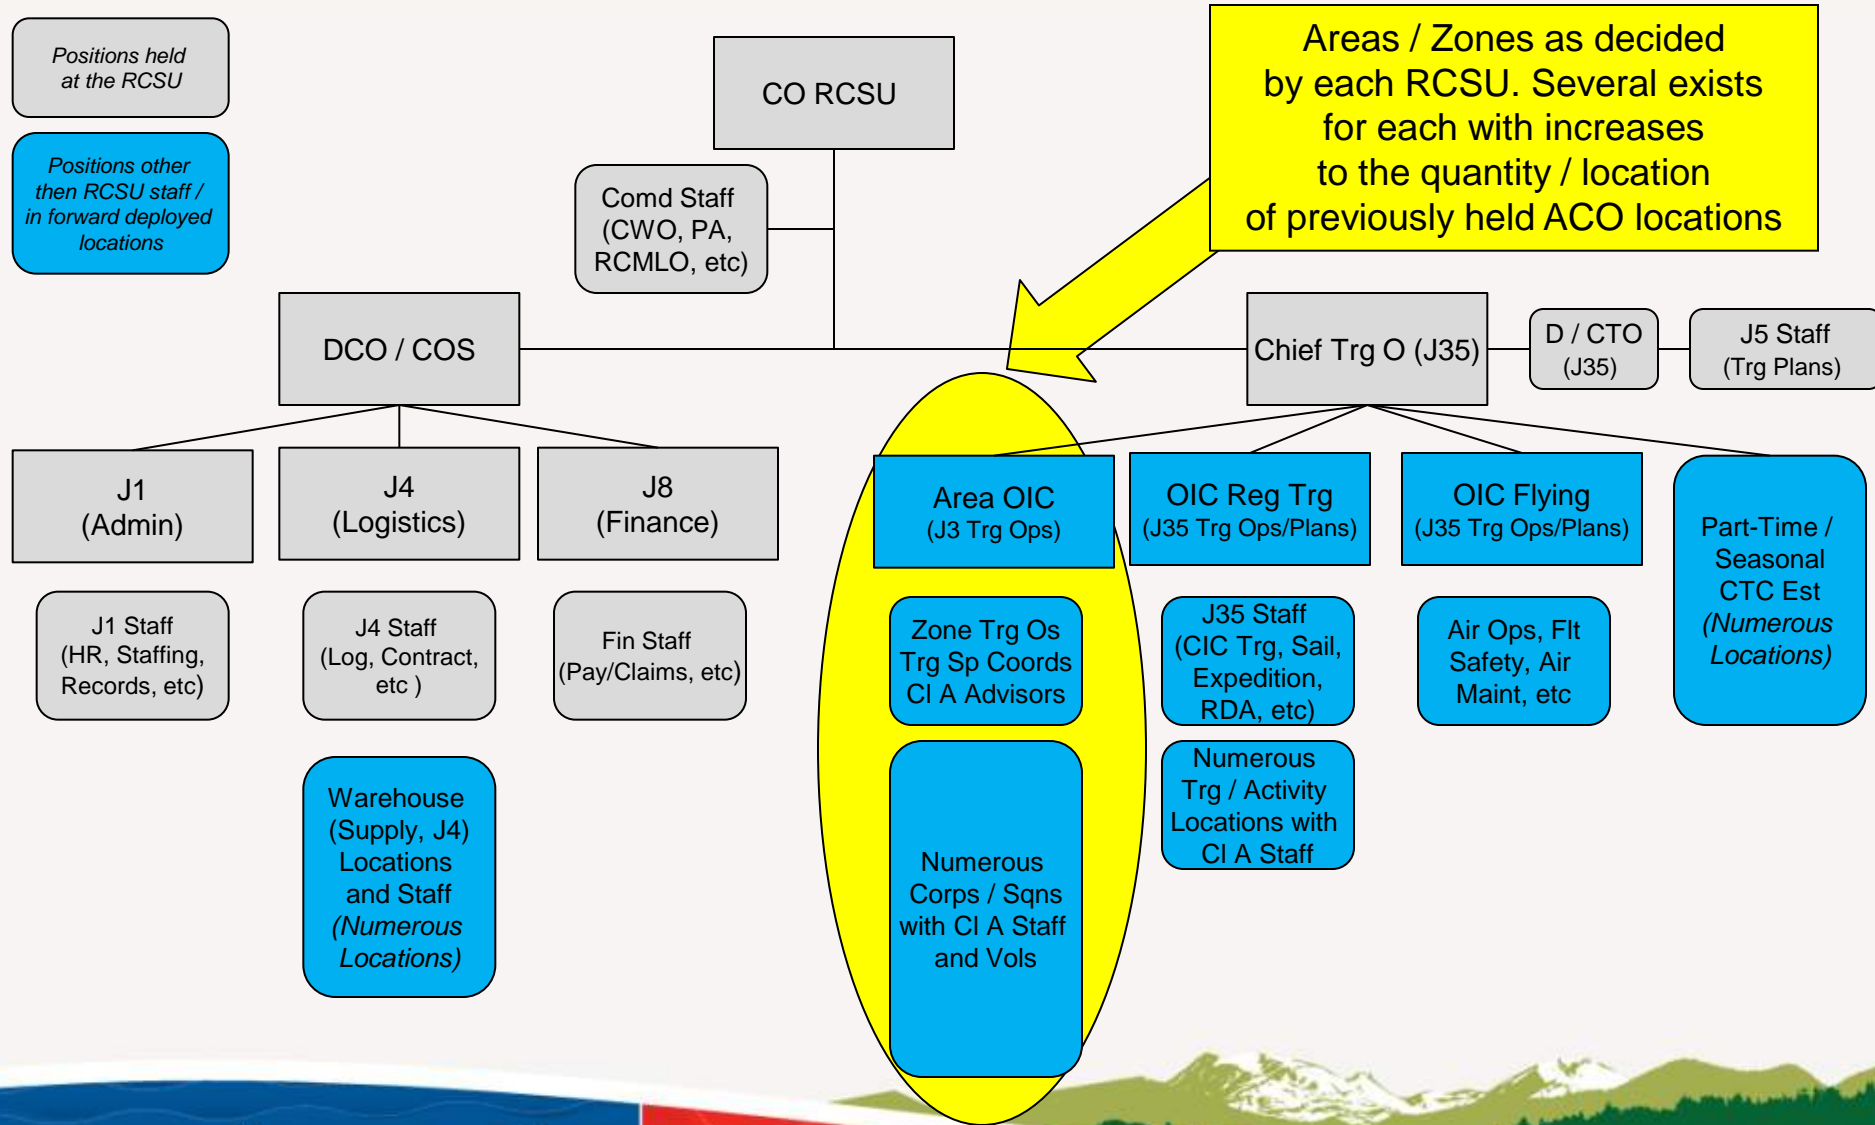 Positions held
at the RCSU
Positions other
then RCSU staff /
in forward deployed
locations
CO RCSU
Areas / Zones as decided
by each RCSU. Several exists
for each with increases
to the quantity / location
of previously held ACO locations
Comd Staff
(CWO, PA,
RCMLO, etc)
DCO / COS
Chief Trg O (J35)
D / CTO
(J35)
J5 Staff
(Trg Plans)
J1
(Admin)
J4
(Logistics)
J8
(Finance)
Area OIC
(J3 Trg Ops)
OIC Reg Trg
(J35 Trg Ops/Plans)
OIC Flying
(J35 Trg Ops/Plans)
Part-Time /
Seasonal
CTC Est
(Numerous
Locations)
J1 Staff
(HR, Staffing,
Records, etc)
J4 Staff
(Log, Contract,
etc )
Fin Staff
(Pay/Claims, etc)
Zone Trg Os
Trg Sp Coords
Cl A Advisors
J35 Staff
(CIC Trg, Sail,
Expedition,
RDA, etc)
Air Ops, Flt
Safety, Air
Maint, etc
Warehouse
(Supply, J4)
Locations
and Staff
(Numerous
Locations)
Numerous
Corps / Sqns
with Cl A Staff
and Vols
Numerous
Trg / Activity
Locations with
Cl A Staff